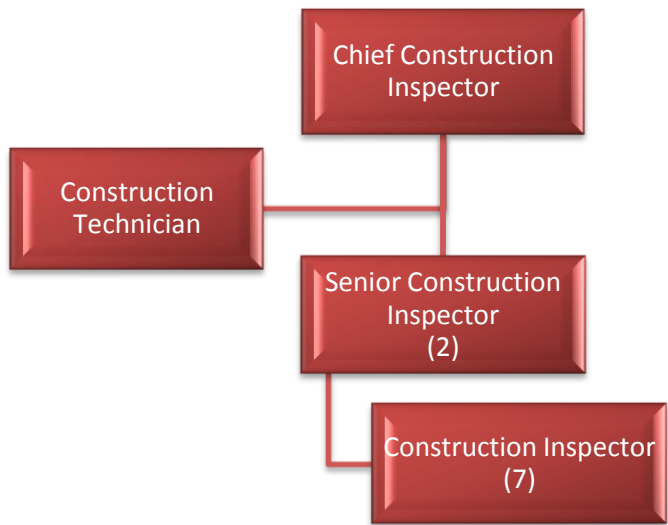 Chief Construction
Inspector
Construction
Technician
Senior Construction
Inspector
(2)
Construction Inspector
(7)